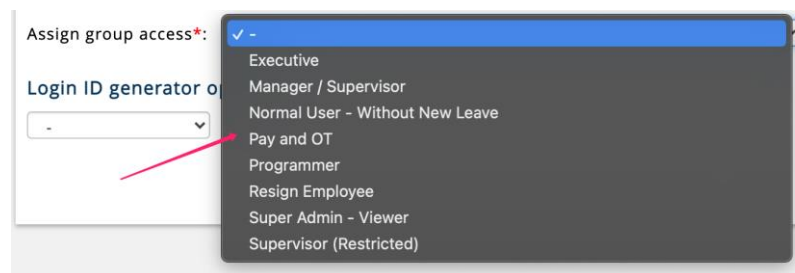 Assign group access*:
✓ -
Executive
Manager / Supervisor
Login ID generator o
Normal User - Without New Leave
-
Pay and OT
Programmer
Resign Employee
Super Admin - Viewer
Supervisor (Restricted)